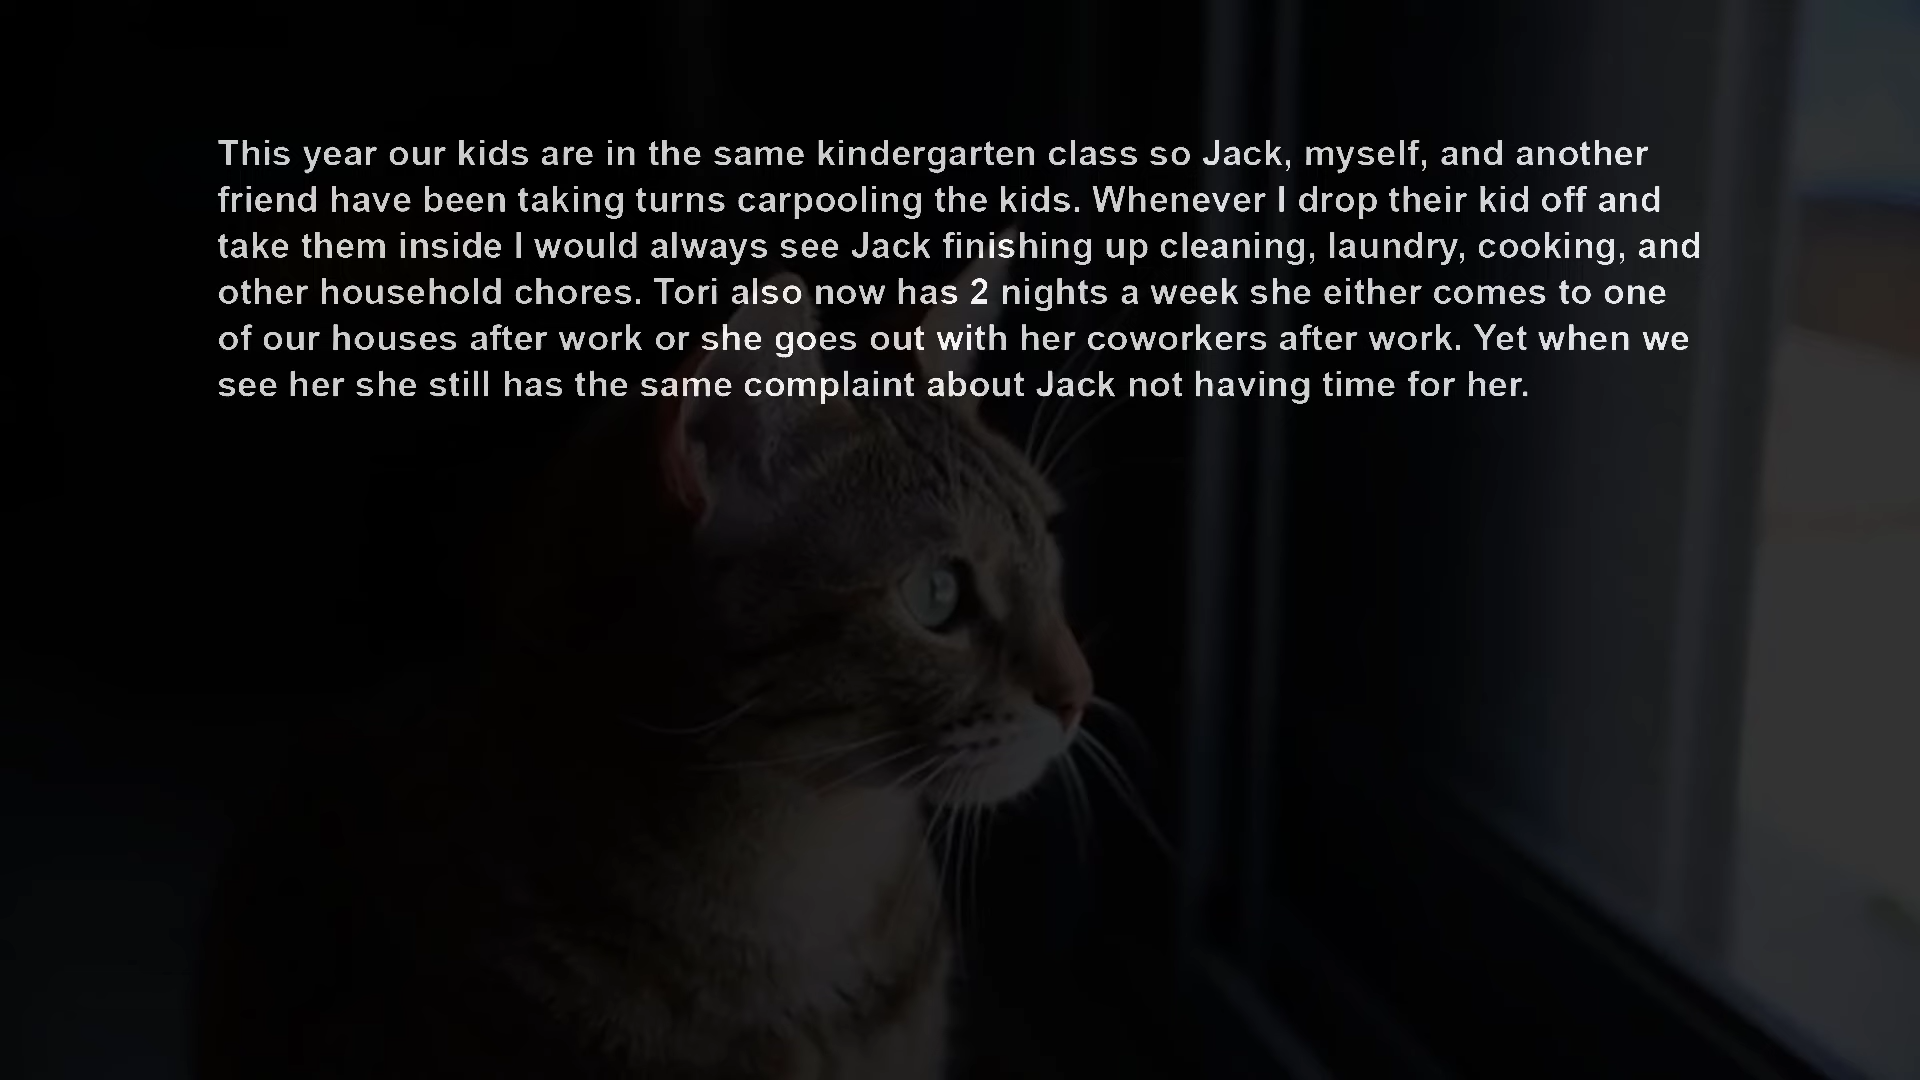 This year our kids are in the same kindergarten class so Jack, myself, and another
friend have been taking turns carpooling the kids. Whenever I drop their kid off and
take them inside I would always see Jack finishing up cleaning, laundry, cooking, and
other household chores. Tori also now has 2 nights a week she either comes to one
of our houses after work or she goes out with her coworkers after work. Yet when we
see her she still has the same complaint about Jack not having time for her.